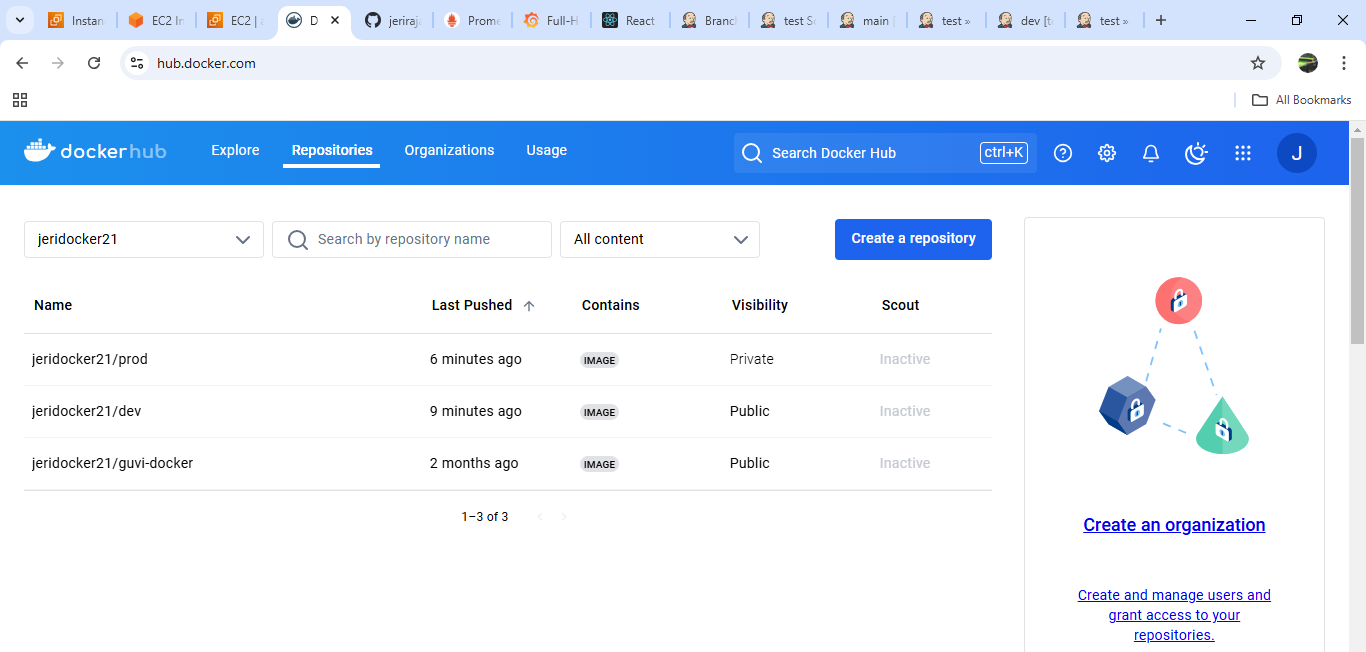 Instan
EC2 In
EC2 |
D
jeriraja
Prome
Full-H
React
Branch
test Sc
main [
test »
dev [te
test »
hub.docker.com
All Bookmarks
dockerhub
Explore
Repositories
Organizations
Usage
Search Docker Hub
ctrl+K
J
jeridocker21
Search by repository name
All content
Create a repository
Name Last Pushed Contains Visibility Scout
jeridocker21/prod 6 minutes ago IMAGE Private Inactive
jeridocker21/dev 9 minutes ago IMAGE Public Inactive
jeridocker21/guvi-docker 2 months ago IMAGE Public Inactive
1–3 of 3
Create an organization
Create and manage users and
grant access to your
repositories.